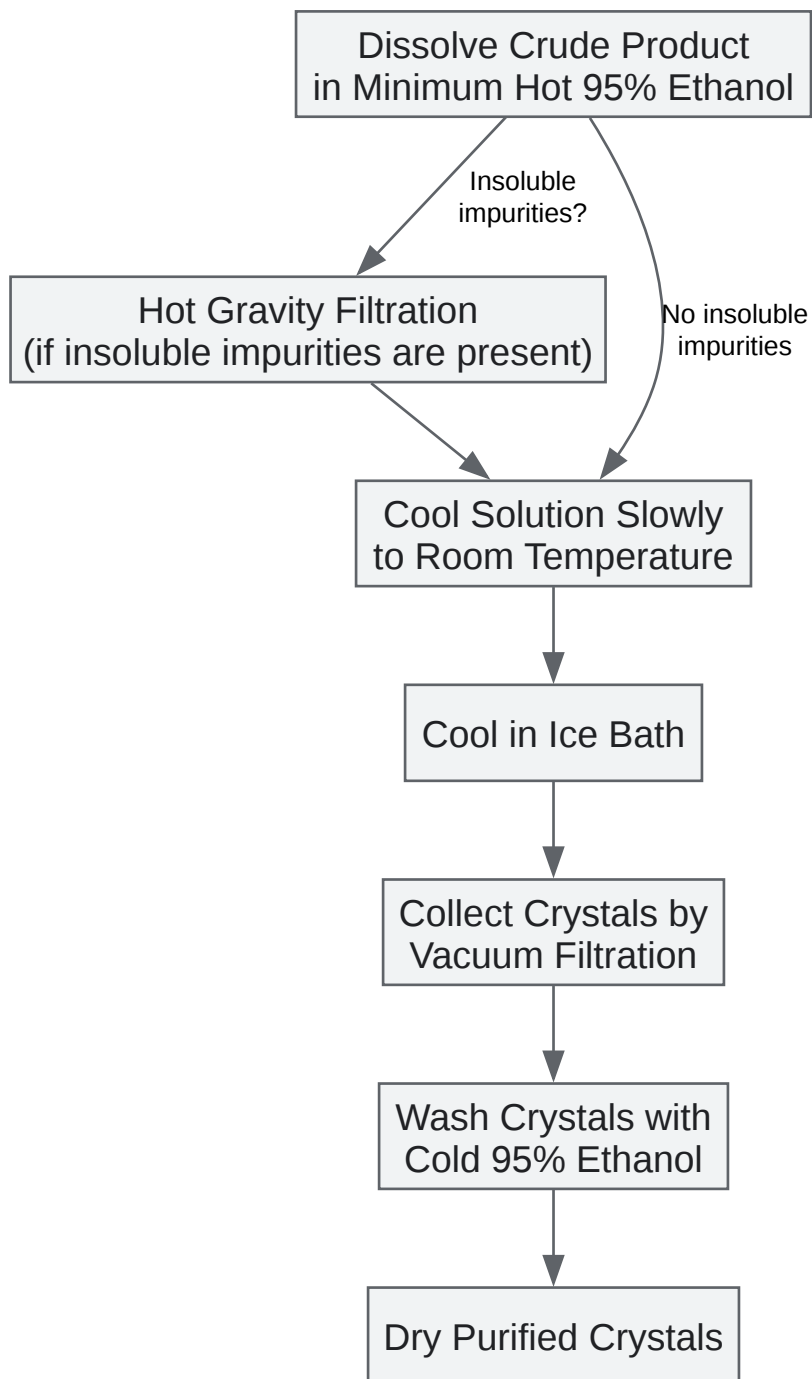 Dissolve Crude Product
in Minimum Hot 95% Ethanol
Insoluble
impurities?
Hot Gravity Filtration
(if insoluble impurities are present)
No insoluble
impurities
Cool Solution Slowly
to Room Temperature
Cool in Ice Bath
Collect Crystals by
Vacuum Filtration
Wash Crystals with
Cold 95% Ethanol
Dry Purified Crystals